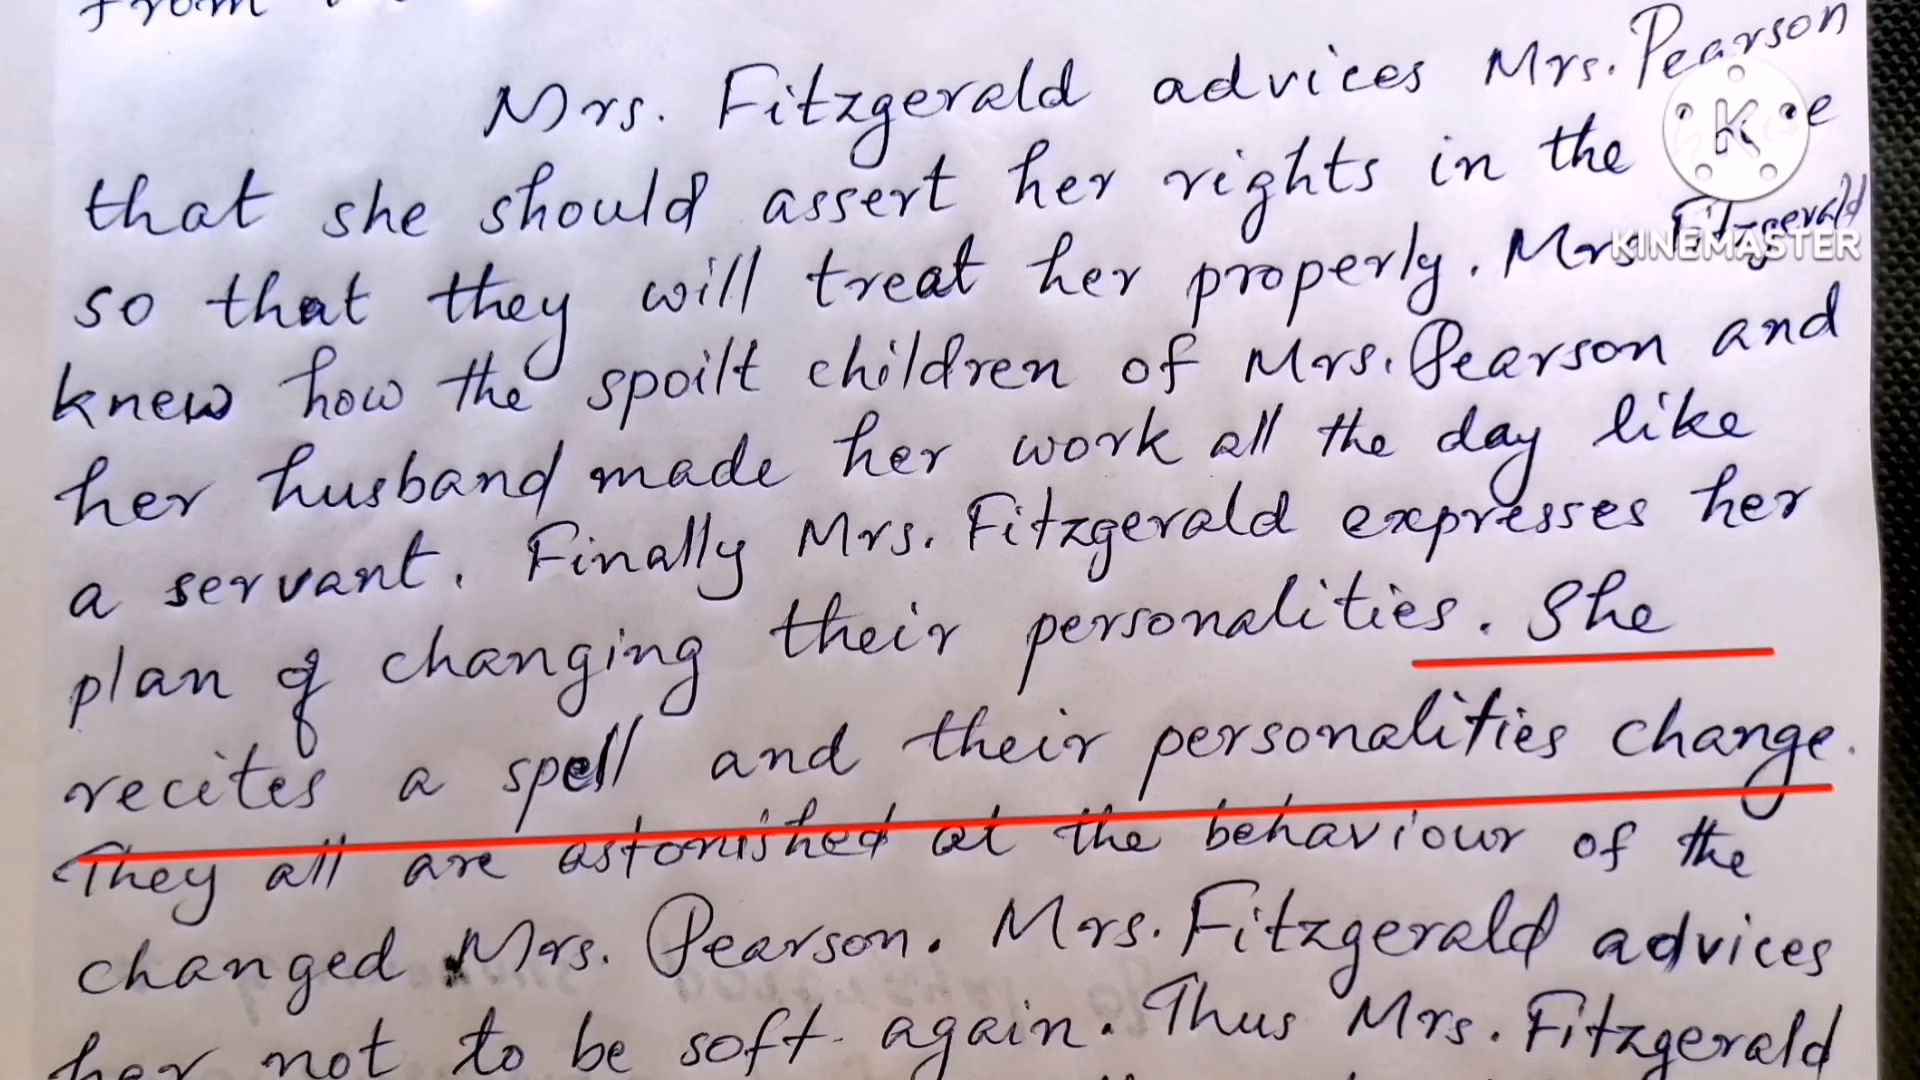 from
Mrs. Fitzgerald advices Mrs. Pearson
that she should assert her rights in the
so that they will treat her properly. Mrs Fitzgerald
knew how the spoilt children of Mrs. Pearson and
her husband made her work all the day like
a servant. Finally Mrs. Fitzgerald expresses her
plan of changing their personalities. She
recites a spell and their personalities change.
They all are astonished at the behaviour of the
changed Mrs. Pearson. Mrs. Fitzgerald advices
her not to be soft again. Thus Mrs. Fitzgerald
K
KINEMASTER